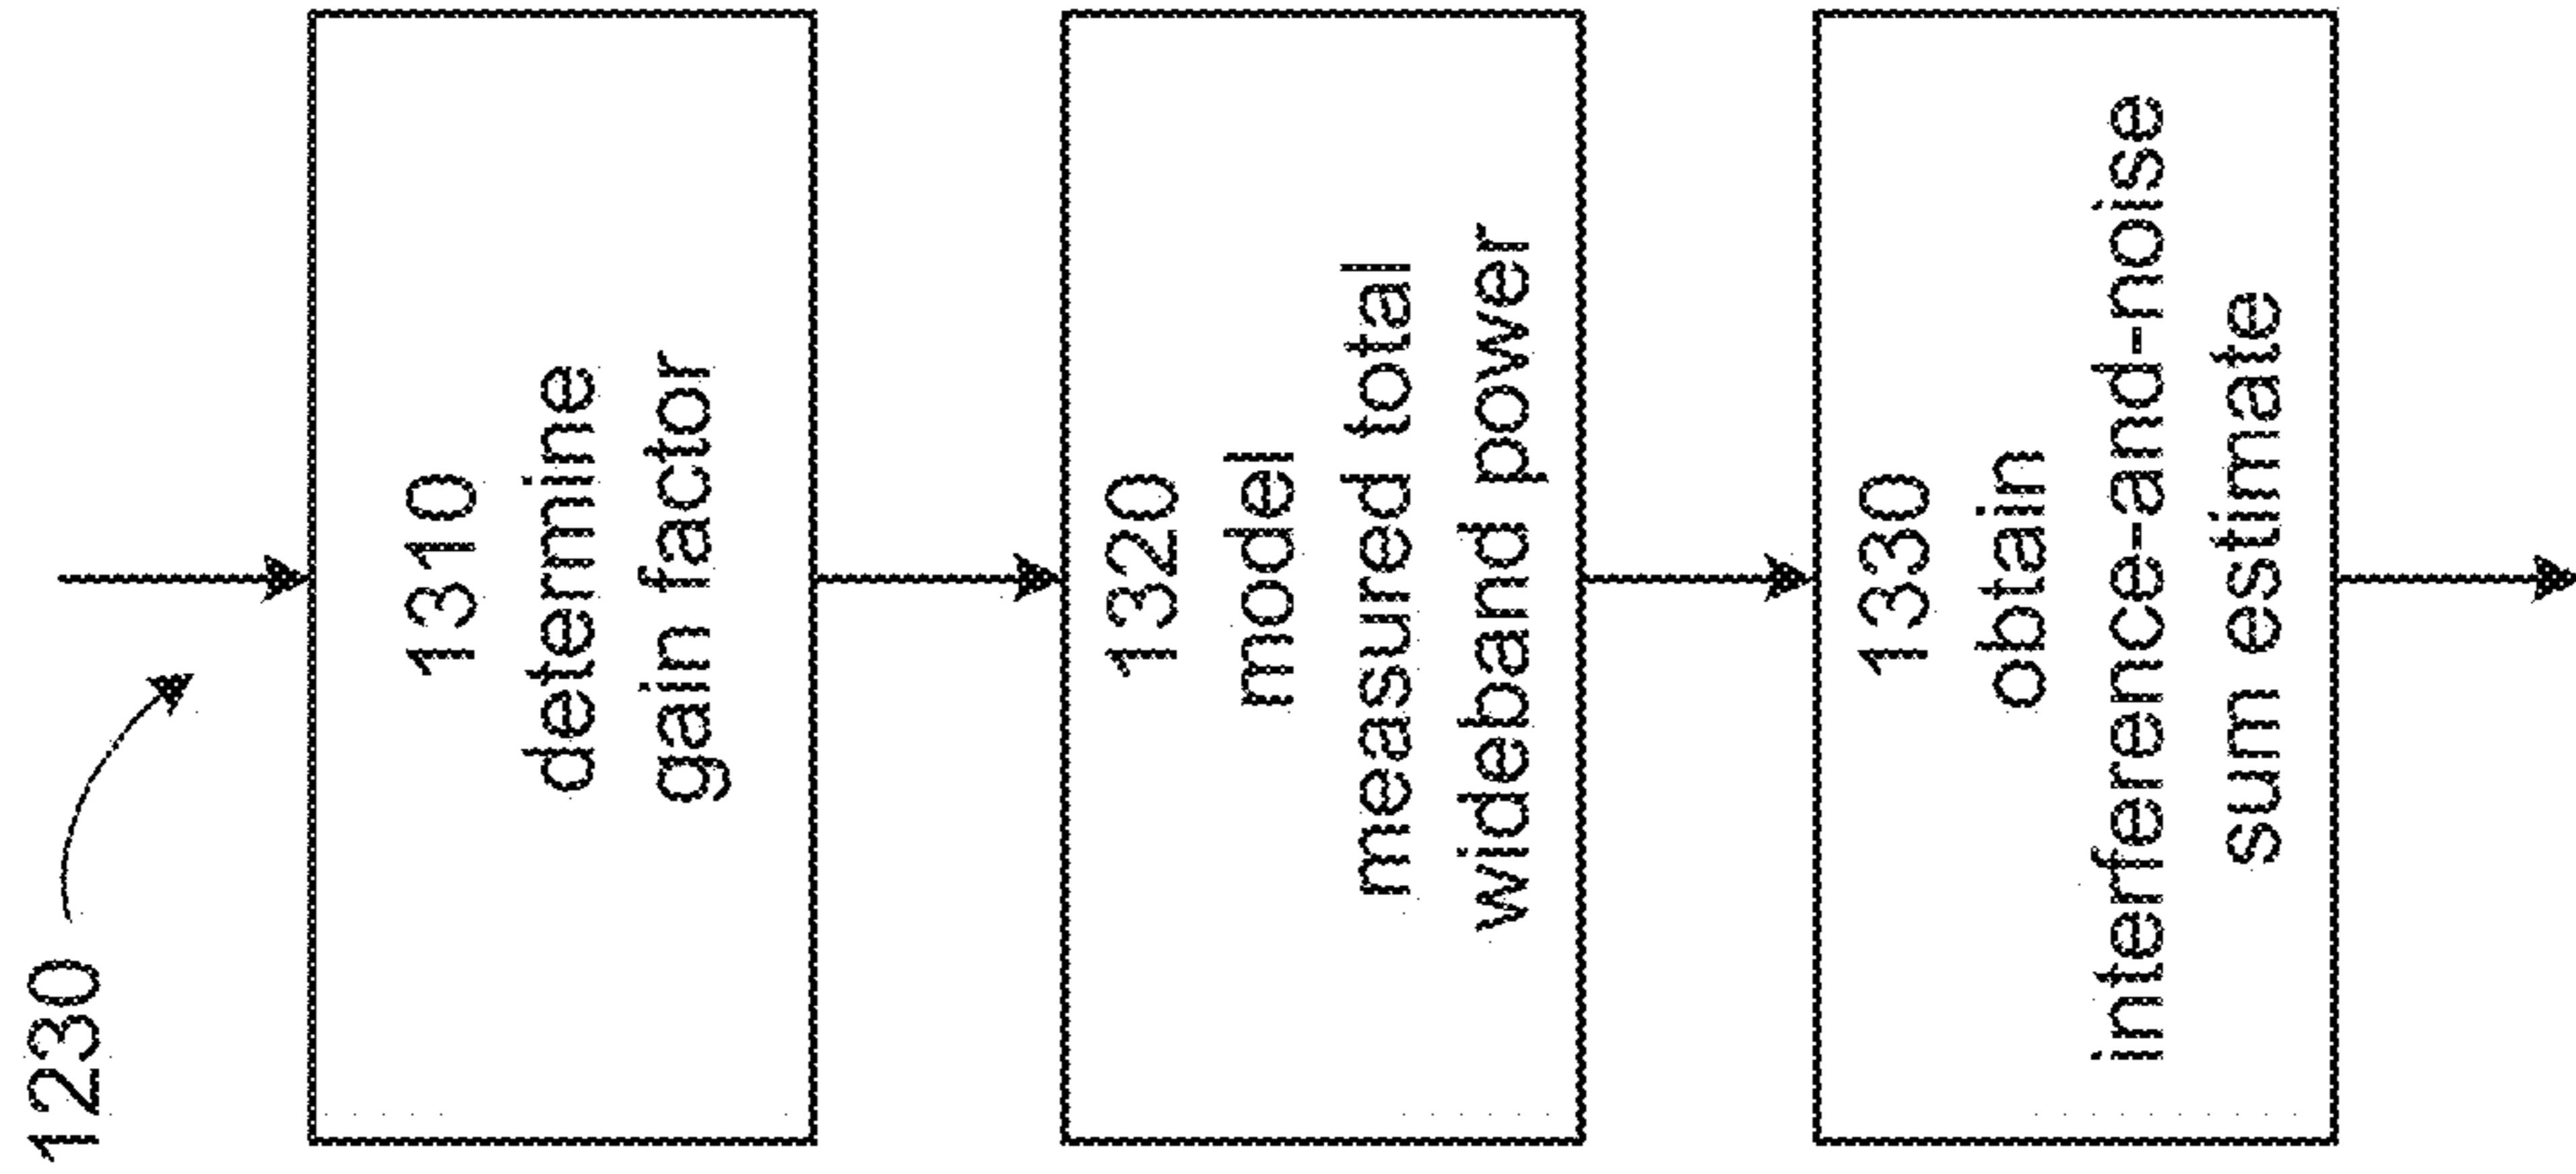 1230
1310
determine
gain factor
1320
model
measured total
wideband power
1330
obtain
interference-and-noise
sum estimate